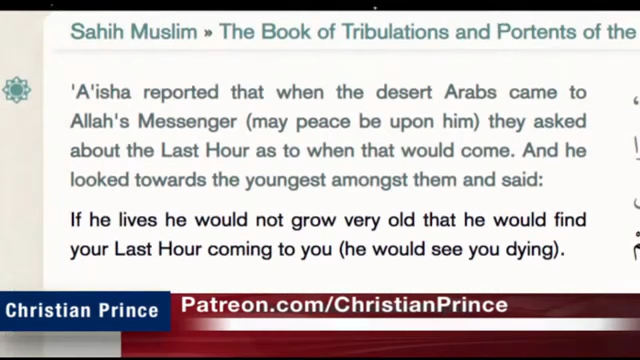 Sahih Muslim » The Book of Tribulations and Portents of the
'A'isha reported that when the desert Arabs came to
Allah's Messenger (may peace be upon him) they asked
about the Last Hour as to when that would come. And he
looked towards the youngest amongst them and said:
If he lives he would not grow very old that he would find
your Last Hour coming to you (he would see you dying).
Christian Prince
Patreon.com/ChristianPrince